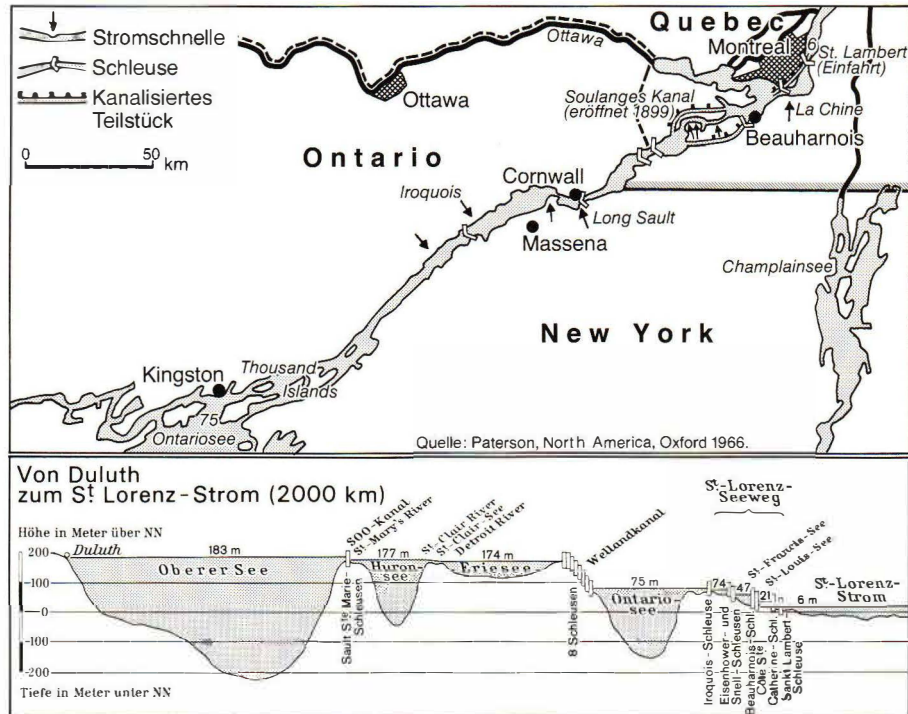 Stromschnelle
Schleuse
Kanalisiertes
Teilstück
0 50
km
Quebec
Ottawa
Montreal
6
St. Lambert
(Einfahrt)
Ottawa
Soulanges Kanal
(eröffnet 1899)
La Chine
Beauharnois
Ontario
Cornwall
Iroquois
Long Sault
Massena
Champlainsee
New York
Kingston
Thousand
Islands
75
Ontariosee
Quelle: Paterson, North America, Oxford 1966.
Von Duluth
zum St. Lorenz-Strom (2000 km)
St.-Lorenz-
Seeweg
Höhe in Meter über NN
200
Duluth
183 m
Oberer See
SOO-Kanal
St.-Mary's River
177 m
Huron-
see
St.-Clair River
St.-Clair-See
Detroit River
174 m
Eriesee
Wellandkanal
75 m
Ontario-
see
74
47
21
St.-Francis-See
St.-Louis-See
6 m
St.-Lorenz-
Strom
100
0
-100
-200
Sault Ste Marie-
Schleusen
8 Schleusen
Iroquois-Schleuse
Eisenhower- und
Snell-Schleusen
Beauharnois-Schl.
Côte Ste
Catherine-Schl.
Sankt Lambert
Schleuse
Tiefe in Meter unter NN